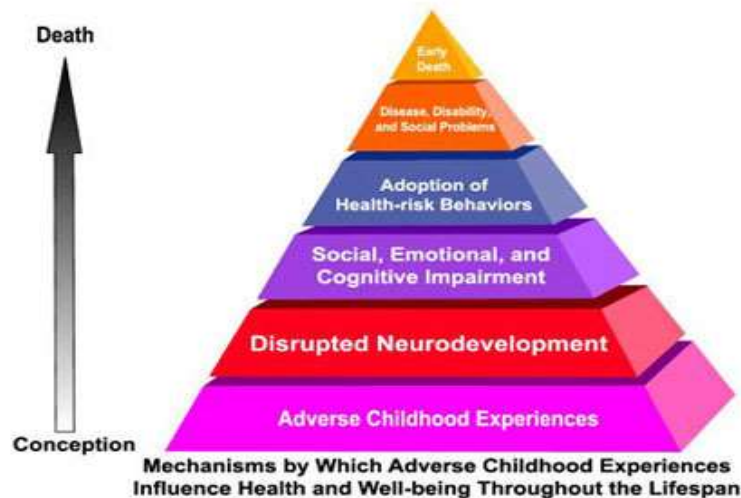 Death
Early
Death
Disease, Disability,
and Social Problems
Adoption of
Health-risk Behaviors
Social, Emotional, and
Cognitive Impairment
Disrupted Neurodevelopment
Adverse Childhood Experiences
Conception
Mechanisms by Which Adverse Childhood Experiences
Influence Health and Well-being Throughout the Lifespan